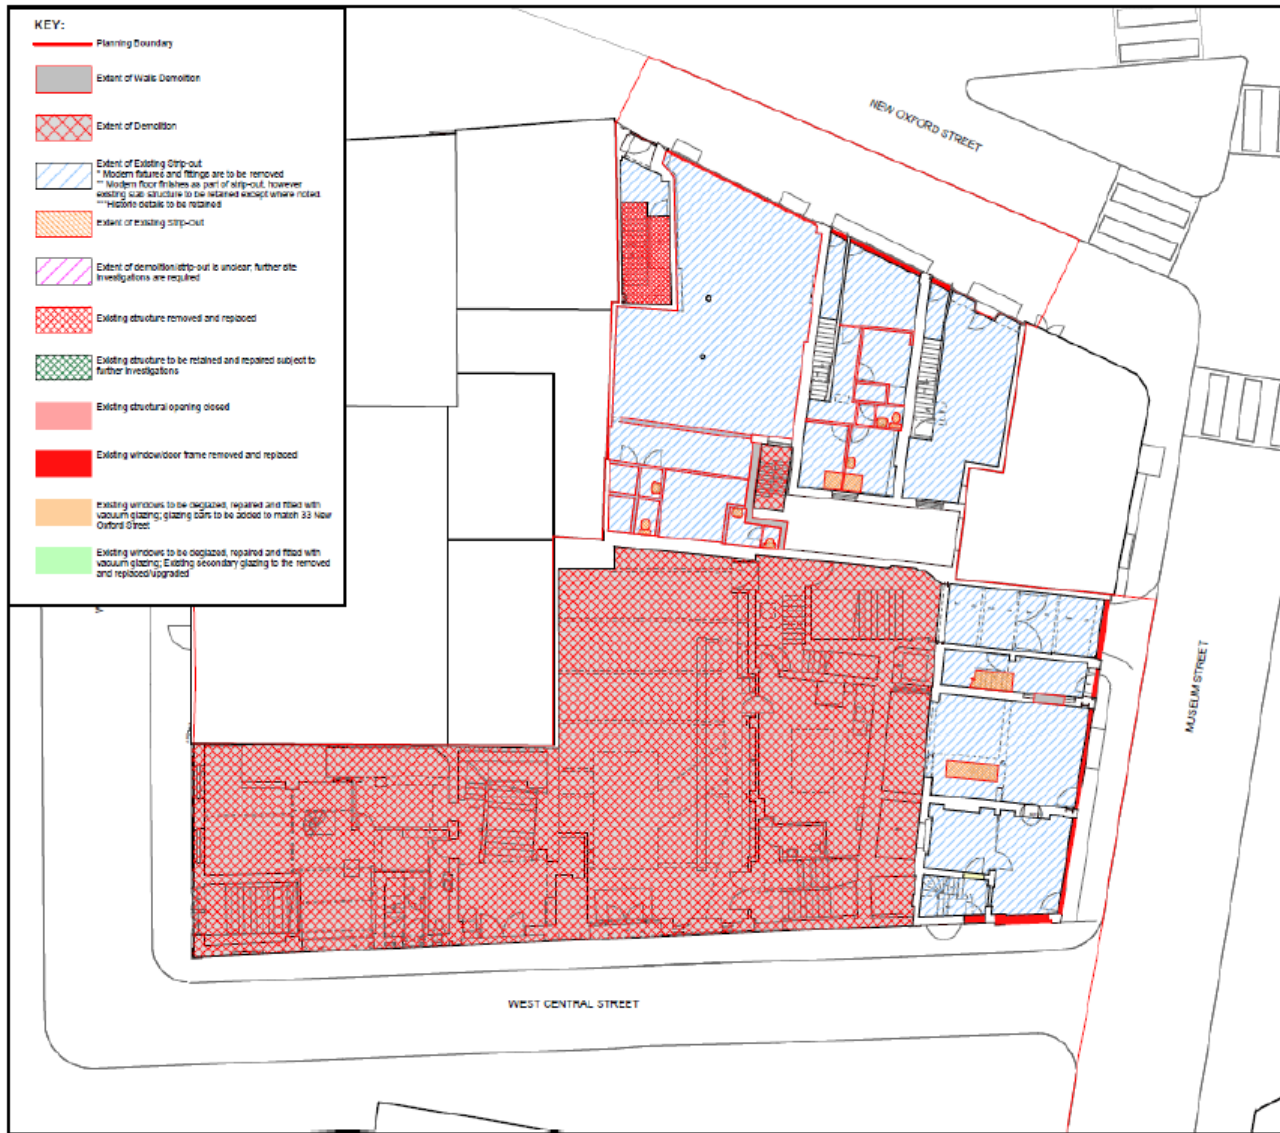 KEY:
Planning Boundary
Extent of Walls Demolition
Extent of Demolition
Extent of Existing Strip-out
* Modern fixtures and fittings are to be removed
** Modern floor finishes as part of strip-out, however
existing slab structure to be retained except where noted.
***Historic details to be retained
Extent of Existing Strip-Out
Extent of demolition/strip-out is unclear; further site
investigations are required
Existing structure removed and replaced
Existing structure to be retained and repaired subject to
further investigations
Existing structural opening closed
Existing window/door frame removed and replaced
Existing windows to be deglazed, repaired and fitted with
vacuum glazing; glazing bars to be added to match 33 New
Oxford Street
Existing windows to be deglazed, repaired and fitted with
vacuum glazing; Existing secondary glazing to the removed
and replaced/upgraded
NEW OXFORD STREET
MUSEUM STREET
WEST CENTRAL STREET